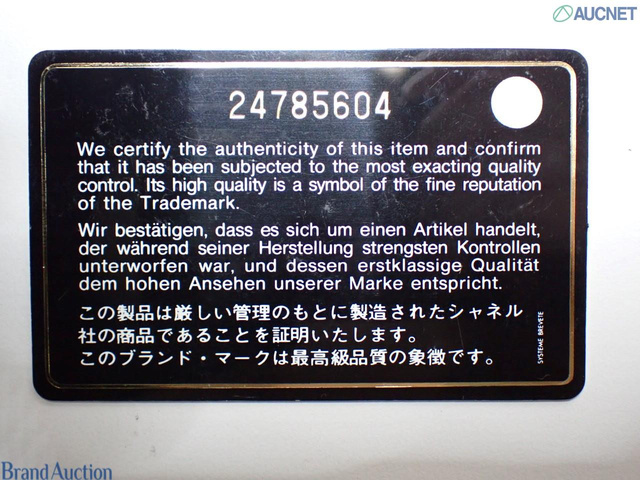 AUCNET
24785604
We certify the authenticity of this item and confirm
that it has been subjected to the most exacting quality
control. Its high quality is a symbol of the fine reputation
of the Trademark.
Wir bestätigen, dass es sich um einen Artikel handelt,
der während seiner Herstellung strengsten Kontrollen
unterworfen war, und dessen erstklassige Qualität
dem hohen Ansehen unserer Marke entspricht.
この製品は厳しい管理のもとに製造されたシャネル
社の商品であることを証明いたします。
このブランド・マークは最高級品質の象徴です。
SYSTEME BREVETE
Brand Auction